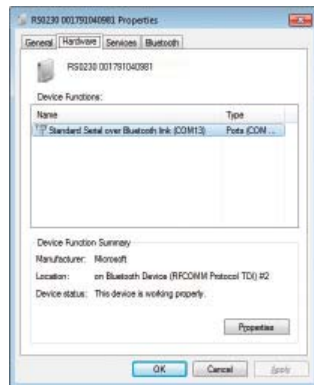 RS0230 001791040981 Properties
General Hardware Services Bluetooth
RS0230 001791040981
Device Functions:
Name Type
Standard Serial over Bluetooth link (COM13) Ports (COM ...
Device Function Summary
Manufacturer: Microsoft
Location: on Bluetooth Device (RFCOMM Protocol TDI) #2
Device status: This device is working properly.
Properties
OK Cancel Apply